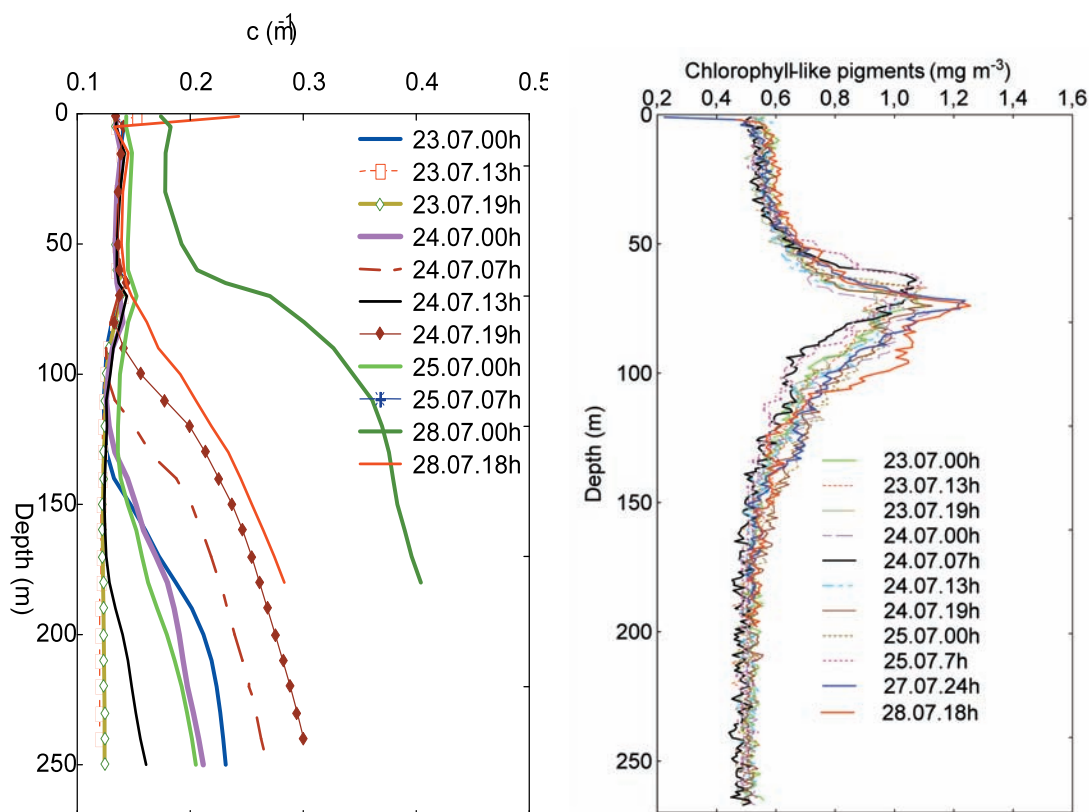 c (m⁻¹)
0.1 0.2 0.3 0.4 0.5
0
50
100
150
200
250
Depth (m)
23.07.00h
23.07.13h
23.07.19h
24.07.00h
24.07.07h
24.07.13h
24.07.19h
25.07.00h
25.07.07h
28.07.00h
28.07.18h
Chlorophyll-like pigments (mg m⁻³)
0,2 0,4 0,6 0,8 1,0 1,2 1,6
0
50
100
150
200
250
Depth (m)
23.07.00h
23.07.13h
23.07.19h
24.07.00h
24.07.07h
24.07.13h
24.07.19h
25.07.00h
25.07.7h
27.07.24h
28.07.18h